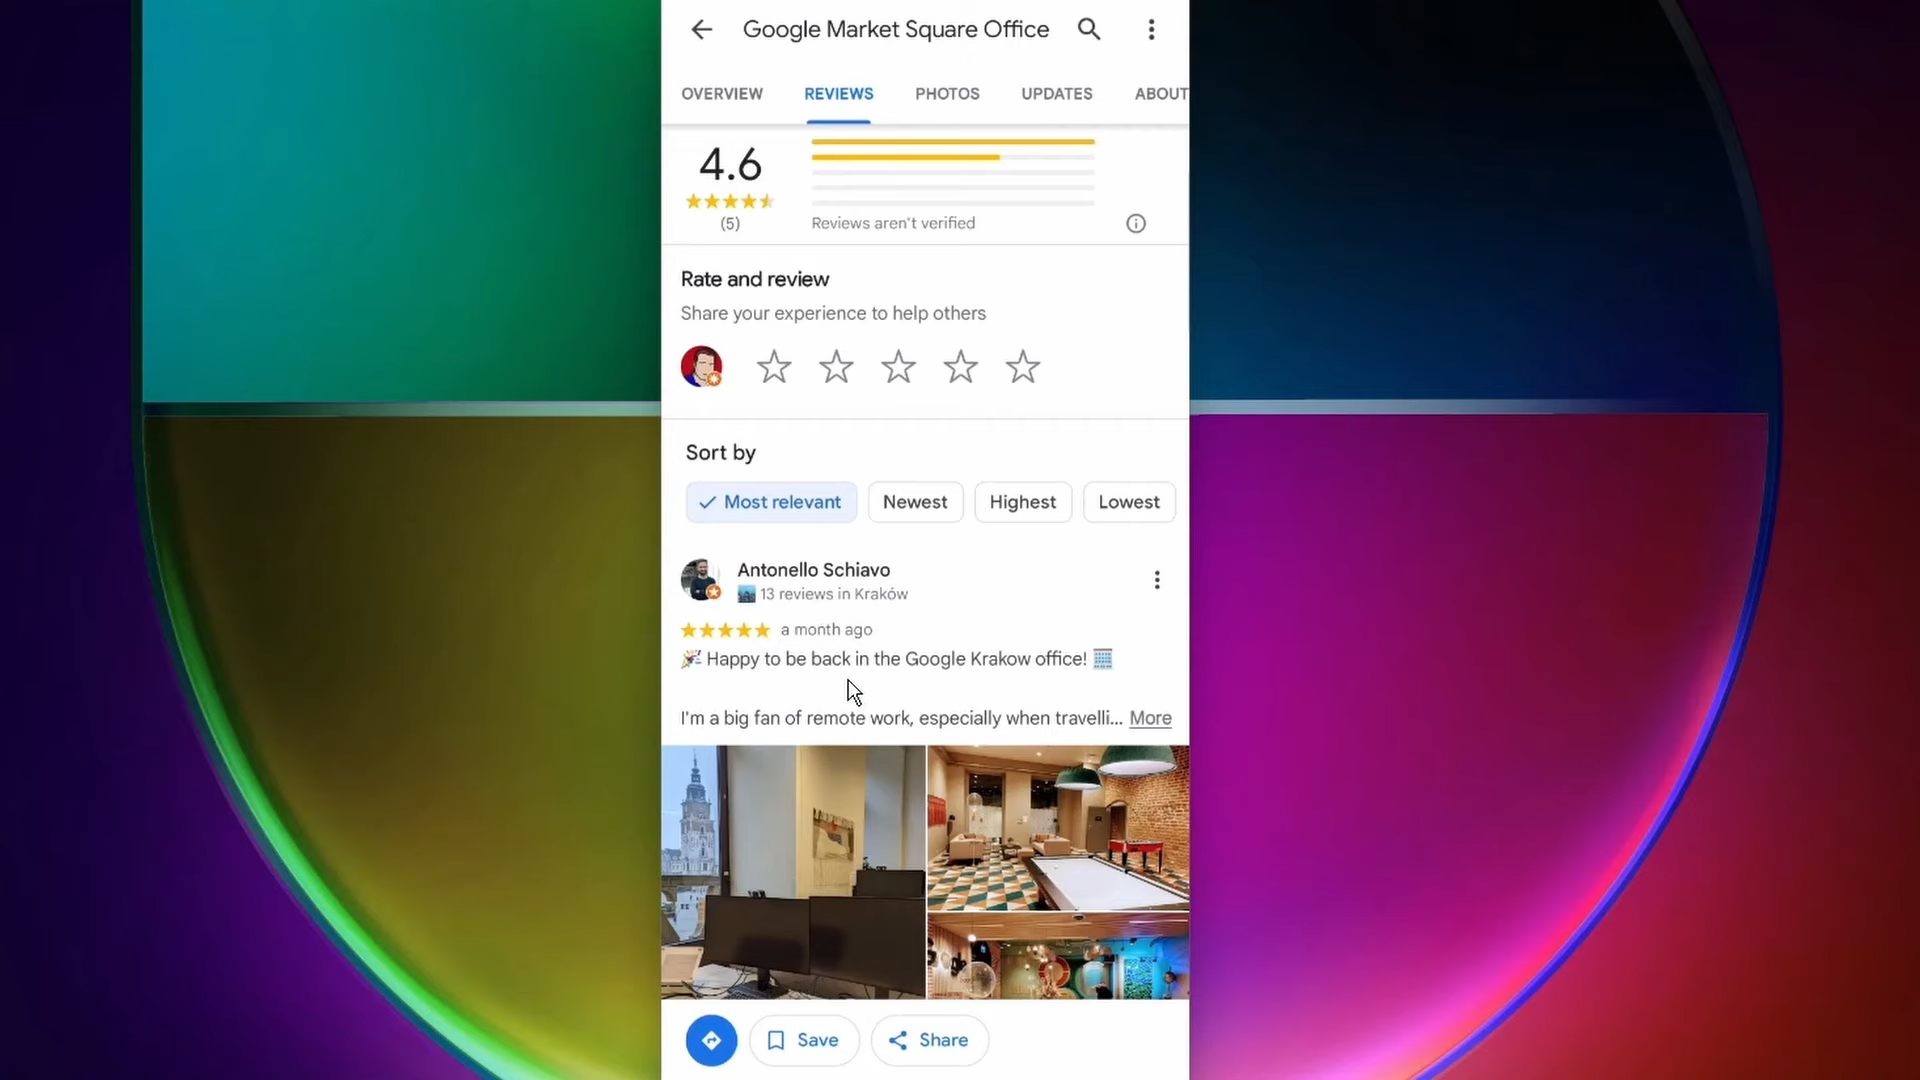 Google Market Square Office
OVERVIEW REVIEWS PHOTOS UPDATES ABOUT
4.6
(5)
Reviews aren't verified
Rate and review
Share your experience to help others
Sort by
Most relevant Newest Highest Lowest
Antonello Schiavo
13 reviews in Kraków
a month ago
🎉 Happy to be back in the Google Krakow office! 🏢
I'm a big fan of remote work, especially when travelli... More
Save Share